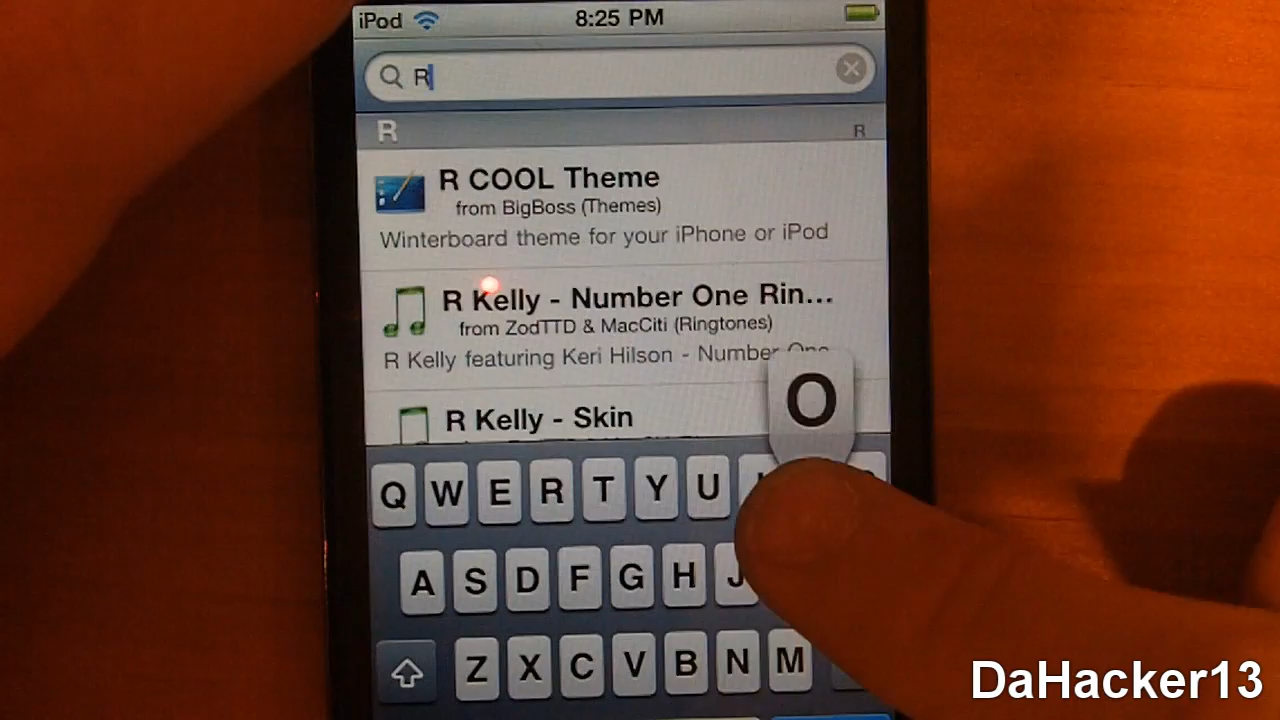 iPod 8:25 PM
R
R R
R COOL Theme
from BigBoss (Themes)
Winterboard theme for your iPhone or iPod
R Kelly - Number One Rin...
from ZodTTD & MacCiti (Ringtones)
R Kelly featuring Keri Hilson - Number One
R Kelly - Skin
O
Q W E R T Y U
A S D F G H J
Z X C V B N M
DaHacker13